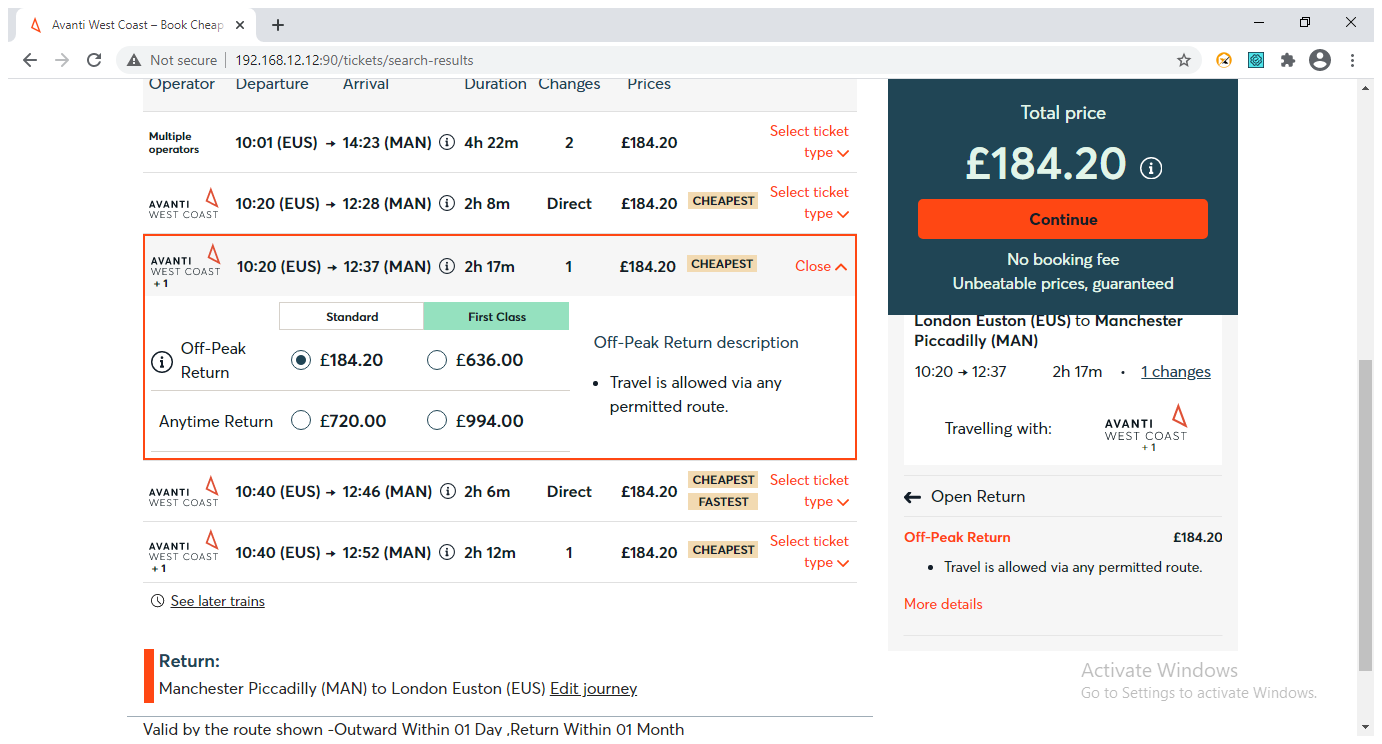 Avanti West Coast – Book Cheap
Not secure 192.168.12.12:90/tickets/search-results
Operator Departure Arrival Duration Changes Prices
Multiple operators 10:01 (EUS) → 14:23 (MAN) 4h 22m 2 £184.20 Select ticket type
AVANTI WEST COAST 10:20 (EUS) → 12:28 (MAN) 2h 8m Direct £184.20 CHEAPEST Select ticket type
AVANTI WEST COAST + 1 10:20 (EUS) → 12:37 (MAN) 2h 17m 1 £184.20 CHEAPEST Close
Standard First Class
Off-Peak Return £184.20 £636.00
Anytime Return £720.00 £994.00
Off-Peak Return description
• Travel is allowed via any
permitted route.
AVANTI WEST COAST 10:40 (EUS) → 12:46 (MAN) 2h 6m Direct £184.20 CHEAPEST FASTEST Select ticket type
AVANTI WEST COAST + 1 10:40 (EUS) → 12:52 (MAN) 2h 12m 1 £184.20 CHEAPEST Select ticket type
See later trains
Return:
Manchester Piccadilly (MAN) to London Euston (EUS) Edit journey
Valid by the route shown -Outward Within 01 Day ,Return Within 01 Month
Total price
£184.20
Continue
No booking fee
Unbeatable prices, guaranteed
London Euston (EUS) to Manchester
Piccadilly (MAN)
10:20 → 12:37 2h 17m • 1 changes
Travelling with: AVANTI WEST COAST + 1
Open Return
Off-Peak Return £184.20
• Travel is allowed via any permitted route.
More details
Activate Windows
Go to Settings to activate Windows.